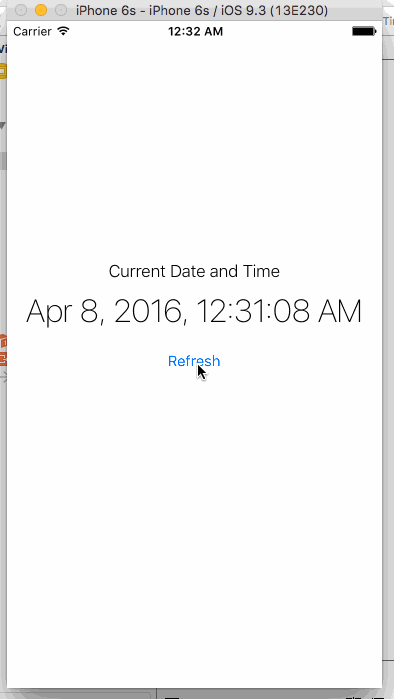 iPhone 6s - iPhone 6s / iOS 9.3 (13E230)
Carrier 12:32 AM
Current Date and Time
Apr 8, 2016, 12:31:08 AM
Refresh